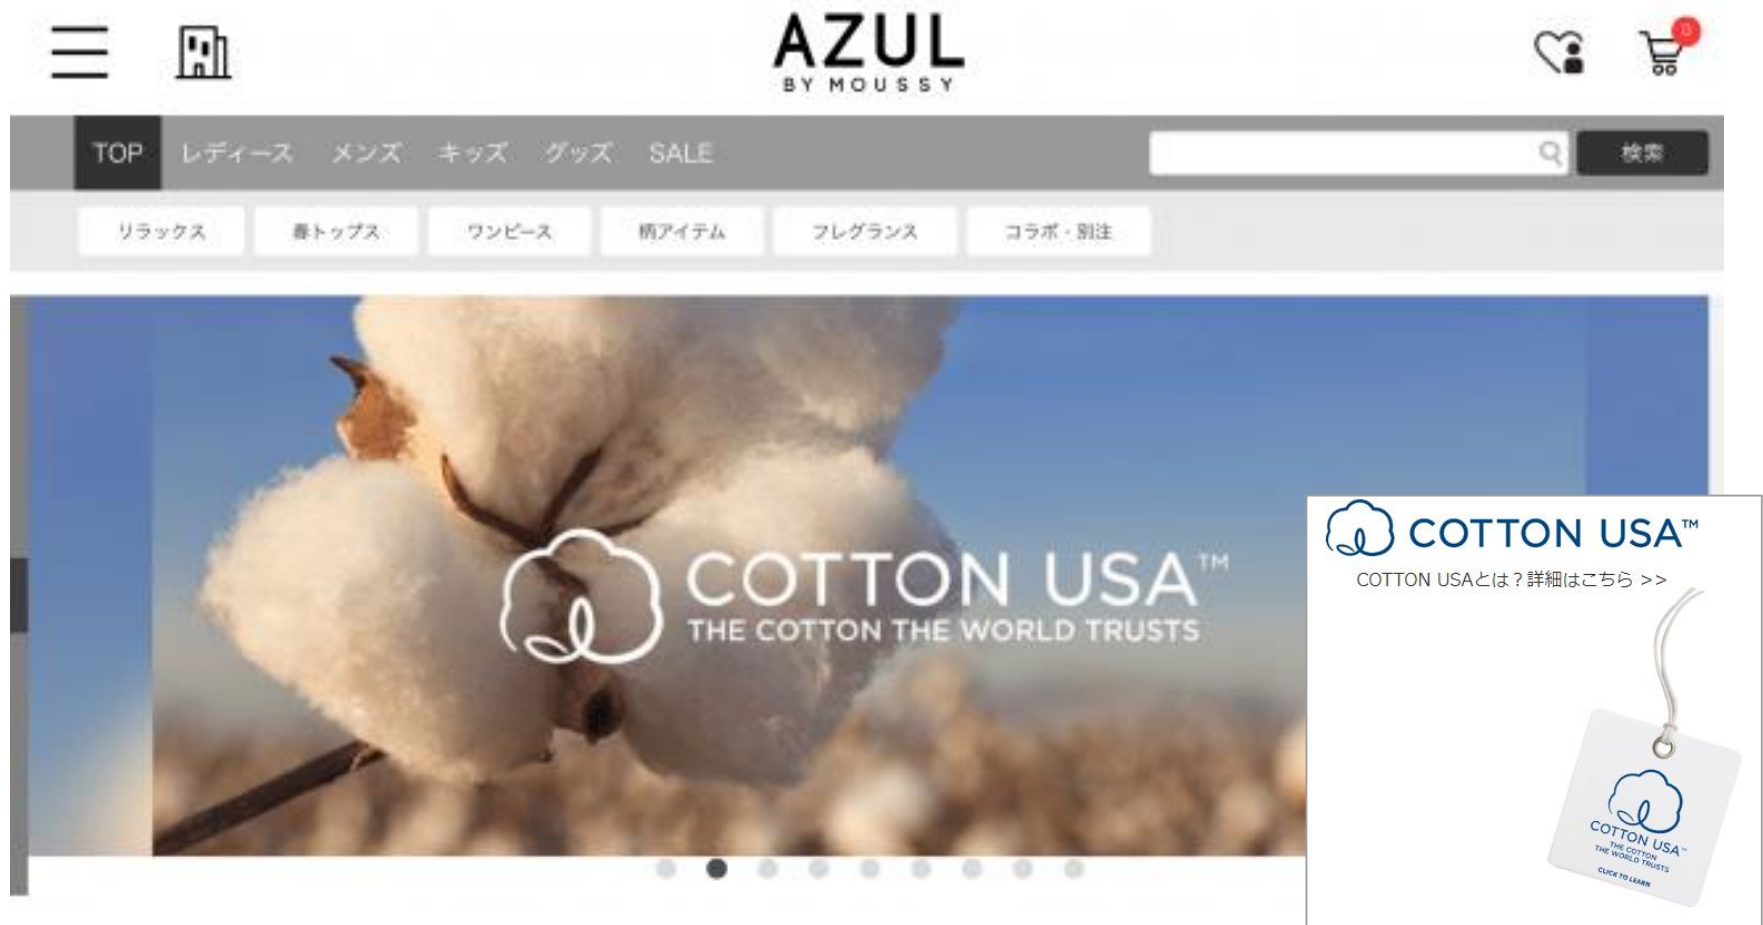 AZUL
BY MOUSSY
0
TOP レディース メンズ キッズ グッズ SALE 検索
リラックス 春トップス ワンピース 柄アイテム フレグランス コラボ・別注
COTTON USA™
THE COTTON THE WORLD TRUSTS
COTTON USA™
COTTON USAとは？詳細はこちら >>
COTTON USA™
THE COTTON
THE WORLD TRUSTS
CLICK TO LEARN